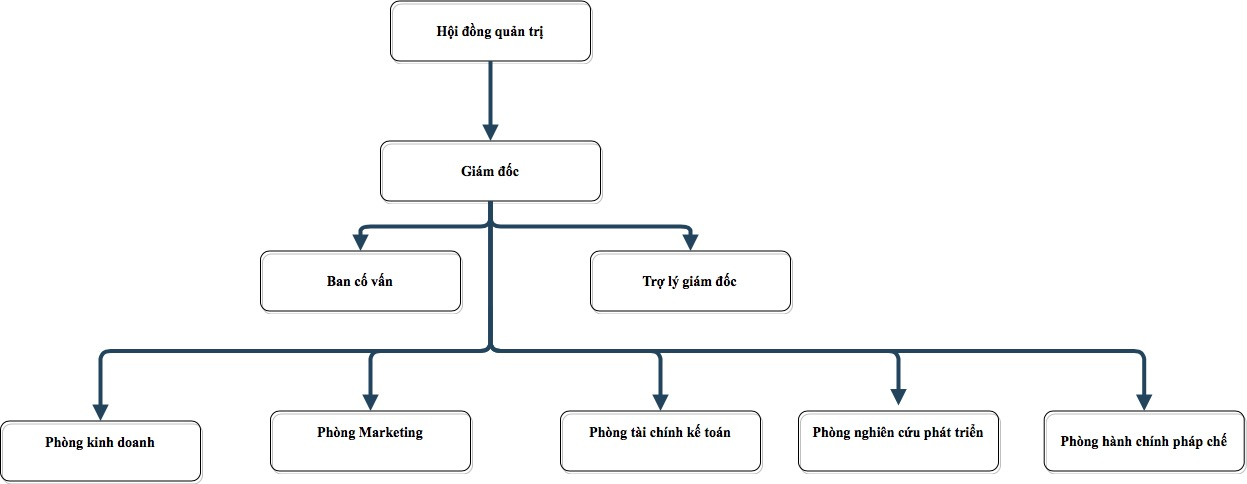 Hội đồng quản trị
Giám đốc
Ban cố vấn
Trợ lý giám đốc
Phòng kinh doanh
Phòng Marketing
Phòng tài chính kế toán
Phòng nghiên cứu phát triển
Phòng hành chính pháp chế